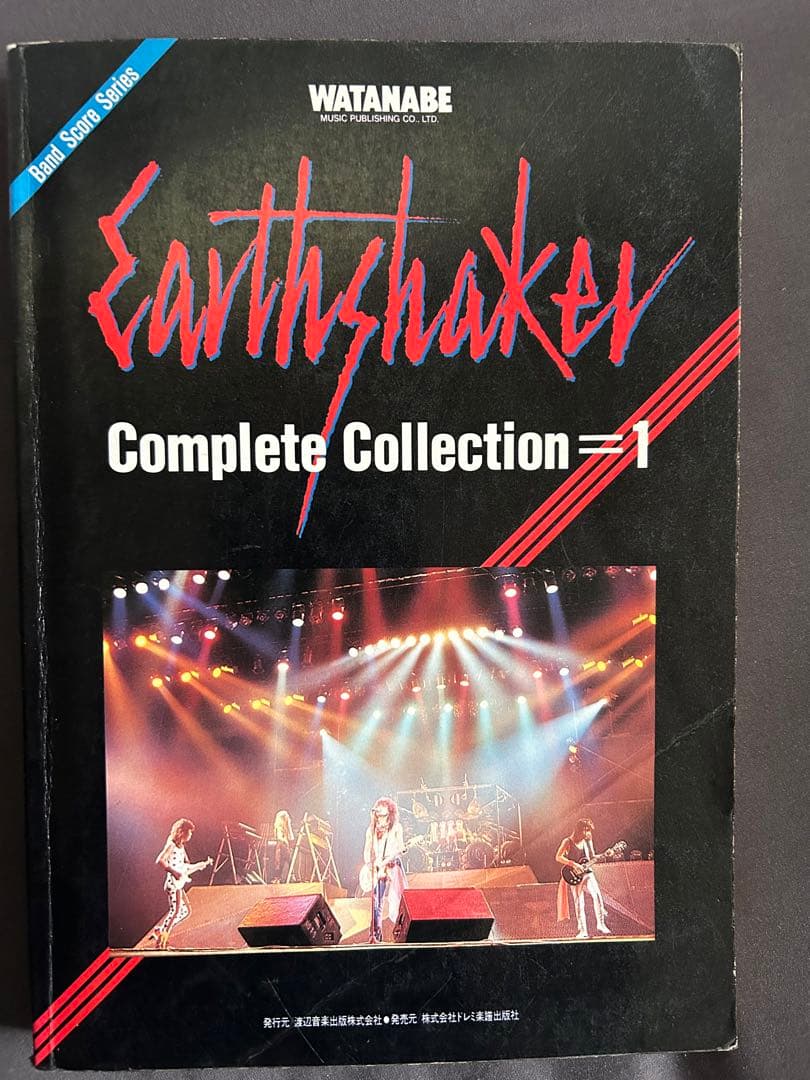 Band Score Series
WATANABE
MUSIC PUBLISHING CO., LTD.
Earthshaker
Complete Collection=1
発行元 渡辺音楽出版株式会社●発売元 株式会社ドレミ楽譜出版社